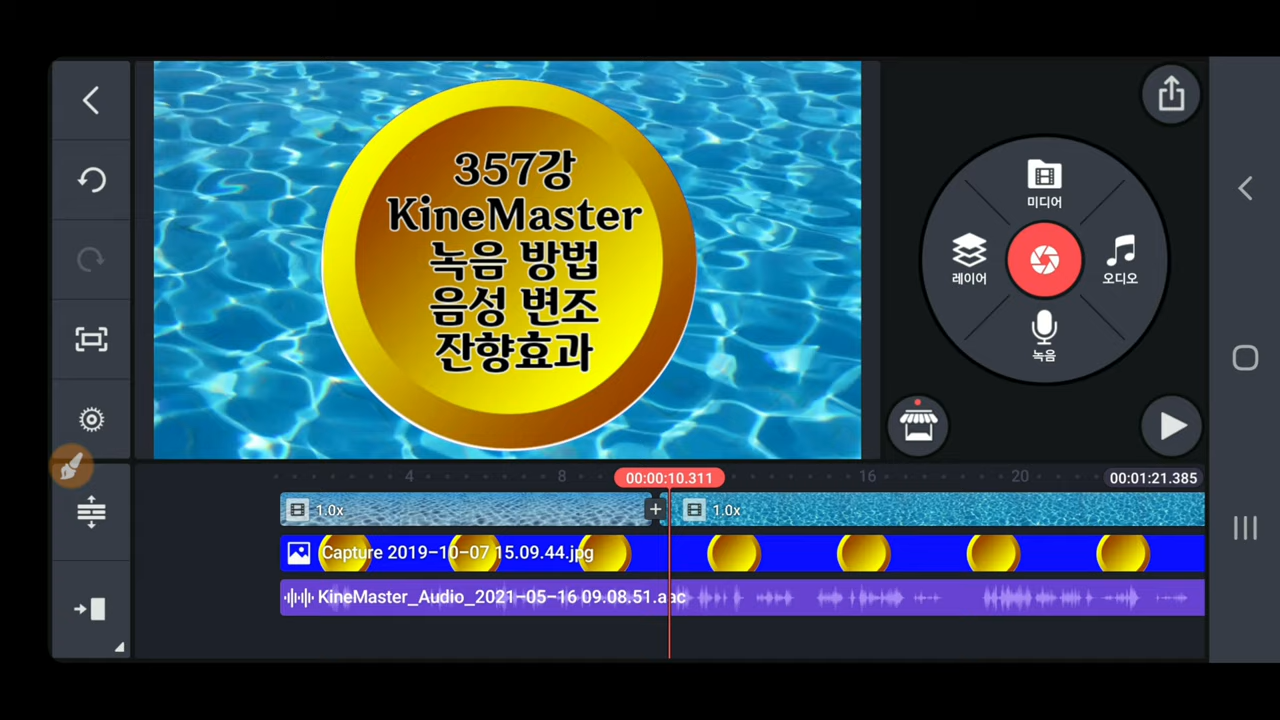 357강
KineMaster
녹음 방법
음성 변조
잔향효과
미디어
레이어
오디오
녹음
4
8
00:00:10.311
16
20
00:01:21.385
1.0x
1.0x
Capture 2019-10-07 15.09.44.jpg
KineMaster_Audio_2021-05-16 09.08.51.aac